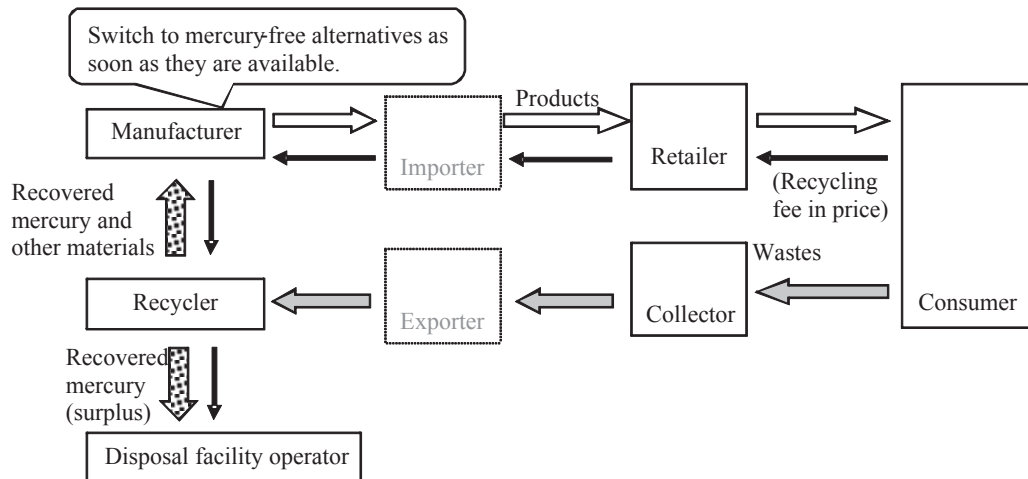 Switch to mercury-free alternatives as
soon as they are available.
Products
Manufacturer
Importer
Retailer
(Recycling
fee in price)
Recovered
mercury and
other materials
Wastes
Recycler
Exporter
Collector
Consumer
Recovered
mercury
(surplus)
Disposal facility operator